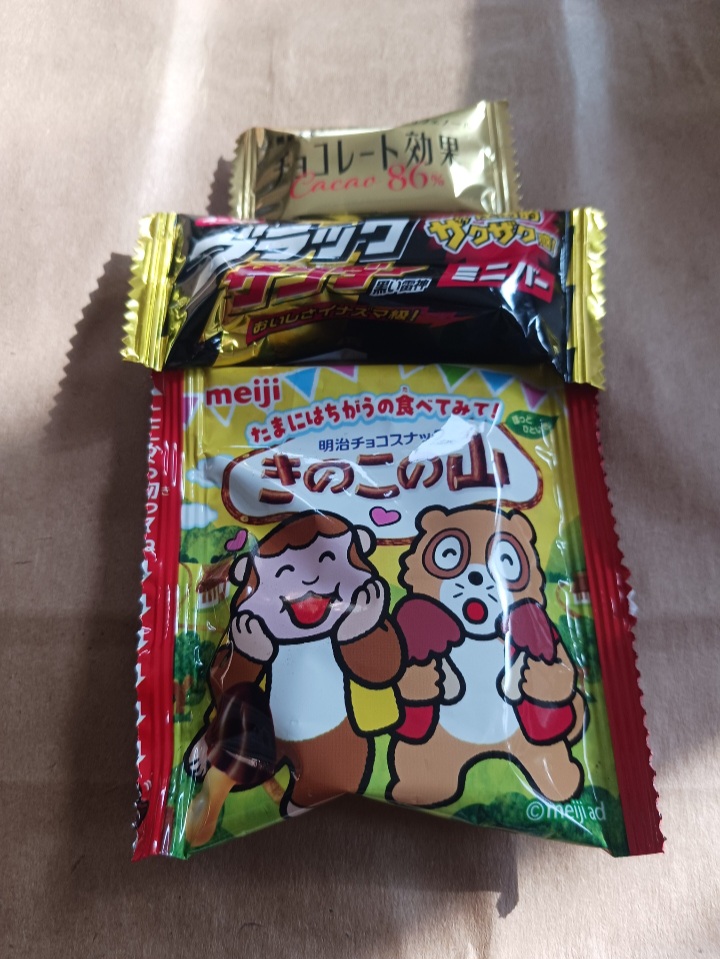 チョコレート効果
Cacao 86%
ブラック
ザクザク感!
サンダー
黒い雷神
ミニバー
おいしさイナズマ級!
meiji
たまにはちがうの食べてみて!
明治チョコスナック
きのこの山
©meiji ad